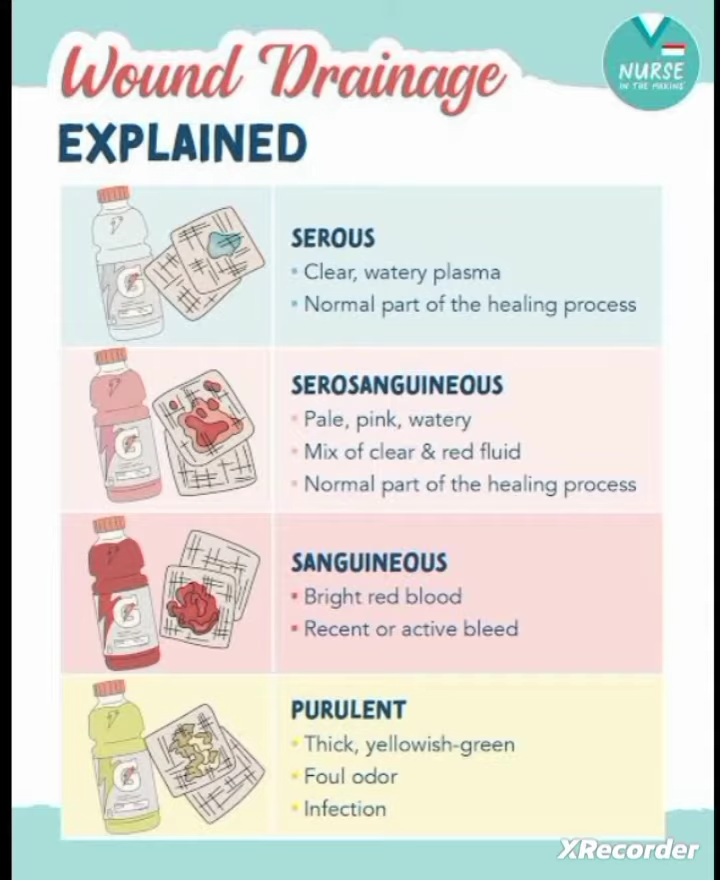 Wound Drainage
EXPLAINED
NURSE
IN THE MAKING
SEROUS
• Clear, watery plasma
• Normal part of the healing process
SEROSANGUINEOUS
• Pale, pink, watery
• Mix of clear & red fluid
• Normal part of the healing process
SANGUINEOUS
• Bright red blood
• Recent or active bleed
PURULENT
• Thick, yellowish-green
• Foul odor
• Infection
G
G
G
G
XRecorder